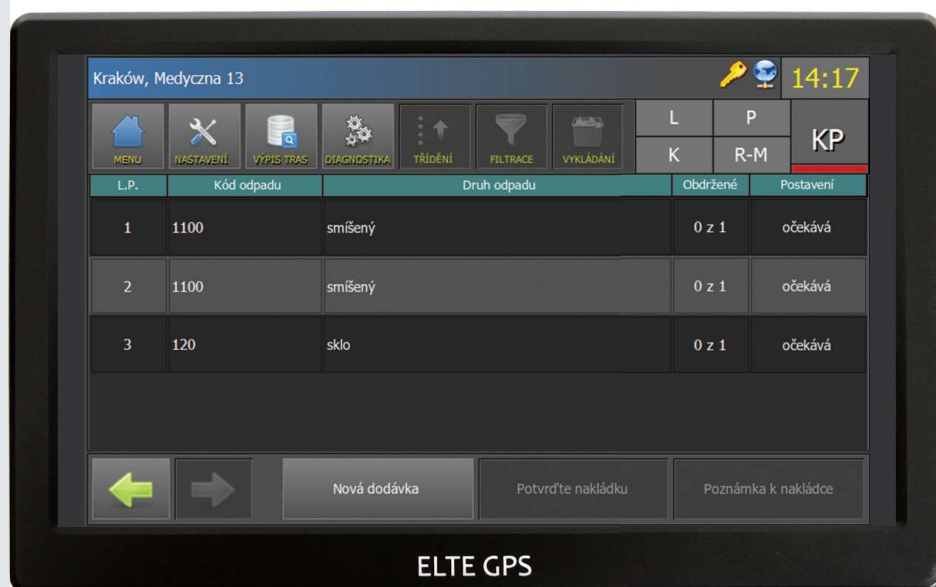 Kraków, Medyczna 13 14:17
MENU NASTAVENÍ VÝPIS TRAS DIAGNOSTIKA TŘÍDĚNÍ FILTRACE VYKLÁDÁNÍ
L P
K R-M
KP
L.P. Kód odpadu Druh odpadu Obdržené Postavení
1 1100 smíšený 0 z 1 očekává
2 1100 smíšený 0 z 1 očekává
3 120 sklo 0 z 1 očekává
Nová dodávka Potvrďte nakládku Poznámka k nakládce
ELTE GPS